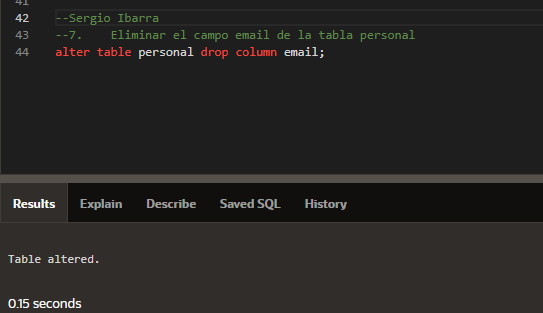 41
42 --Sergio Ibarra
43 --7. Eliminar el campo email de la tabla personal
44 alter table personal drop column email;
Results Explain Describe Saved SQL History
Table altered.
0.15 seconds